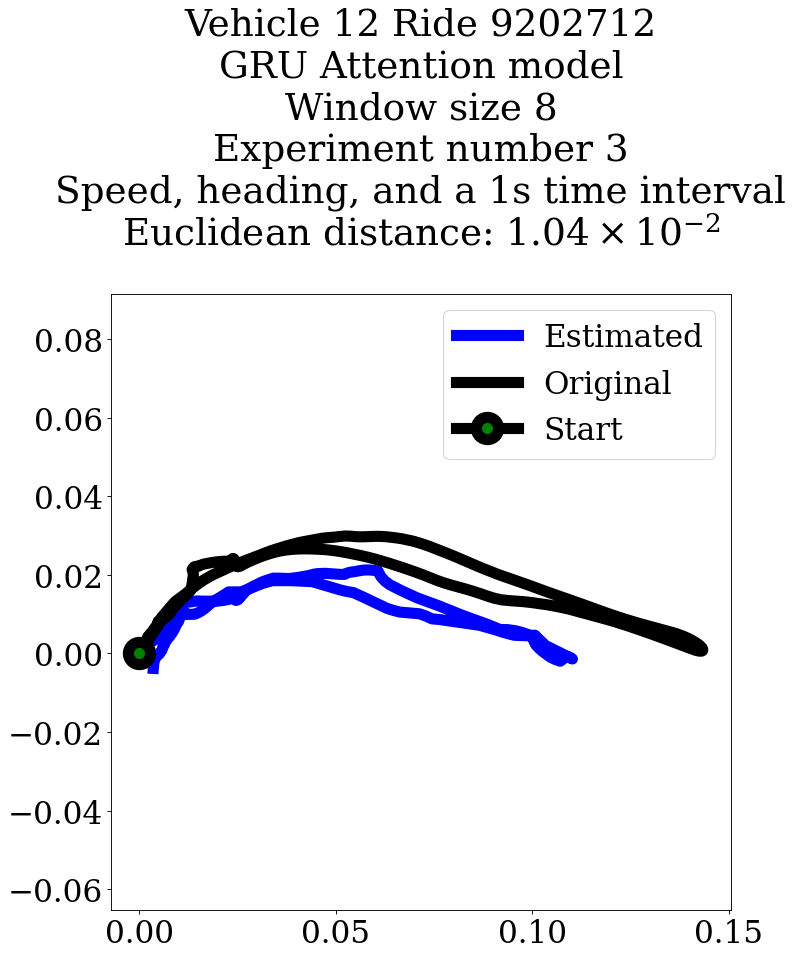 Vehicle 12 Ride 9202712
GRU Attention model
Window size 8
Experiment number 3
Speed, heading, and a 1s time interval
Euclidean distance: 1.04 × 10⁻²
Estimated
Original
Start
0.08
0.06
0.04
0.02
0.00
−0.02
−0.04
−0.06
0.00 0.05 0.10 0.15